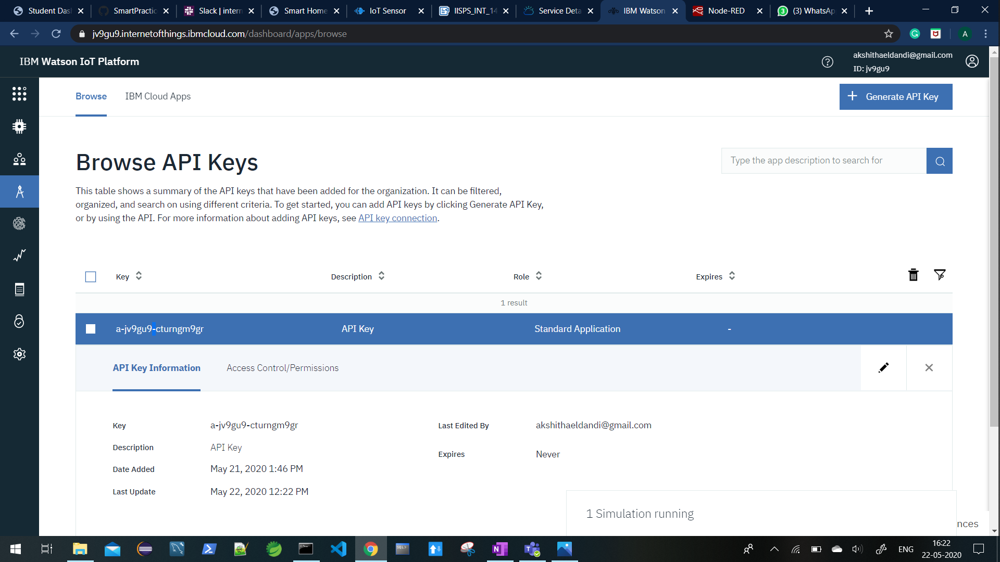 Student Das
SmartPractic
Slack | intern
Smart Home
IoT Sensor
IISPS_INT_14
Service Deta
IBM Watson
Node-RED
(3) WhatsAp
jv9gu9.internetofthings.ibmcloud.com/dashboard/apps/browse
A
IBM Watson IoT Platform
akshithaeldandi@gmail.com
ID: jv9gu9
Browse
IBM Cloud Apps
Generate API Key
Browse API Keys
Type the app description to search for
This table shows a summary of the API keys that have been added for the organization. It can be filtered,
organized, and search on using different criteria. To get started, you can add API keys by clicking Generate API Key,
or by using the API. For more information about adding API keys, see API key connection.
Key
Description
Role
Expires
1 result
a-jv9gu9-cturngm9gr
API Key
Standard Application
-
API Key Information
Access Control/Permissions
Key
a-jv9gu9-cturngm9gr
Last Edited By
akshithaeldandi@gmail.com
Description
API Key
Expires
Never
Date Added
May 21, 2020 1:46 PM
Last Update
May 22, 2020 12:22 PM
1 Simulation running
nces
ENG
16:22
22-05-2020